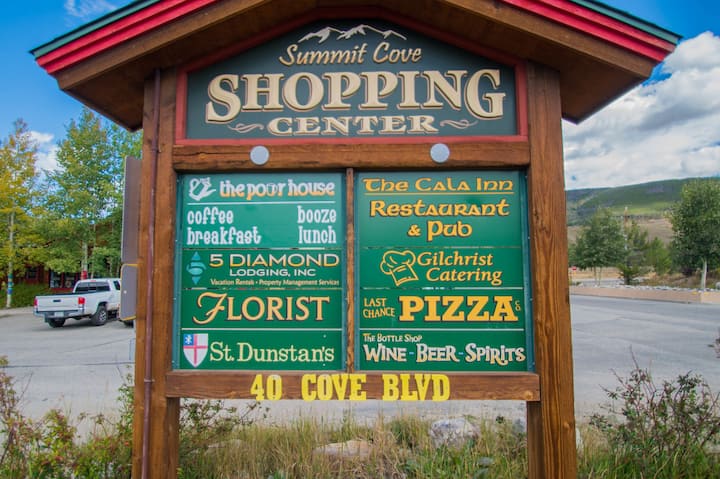 Summit Cove
SHOPPING
CENTER
the pour house
coffee booze
breakfast lunch
5 DIAMOND
LODGING, INC
Vacation Rentals • Property Management Services
FLORIST
St. Dunstan's
The Cala Inn
Restaurant
& Pub
Gilchrist
Catering
LAST
CHANCE
PIZZA &
The Bottle Shop
WINE - BEER - SPIRITS
40 COVE BLVD